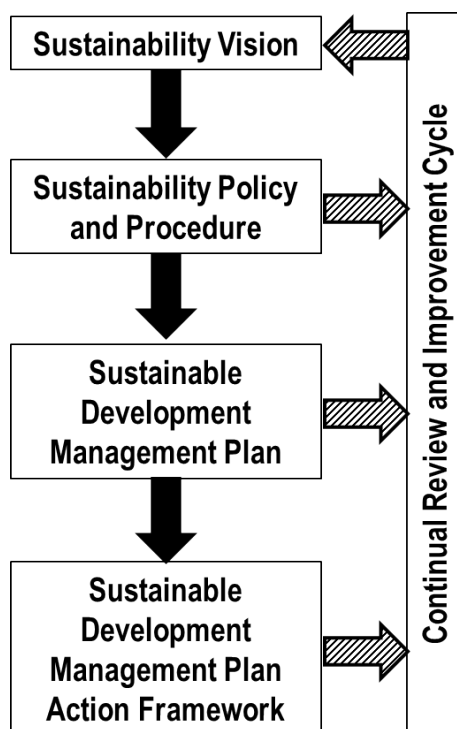 Sustainability Vision
Sustainability Policy
and Procedure
Sustainable
Development
Management Plan
Sustainable
Development
Management Plan
Action Framework
Continual Review and Improvement Cycle